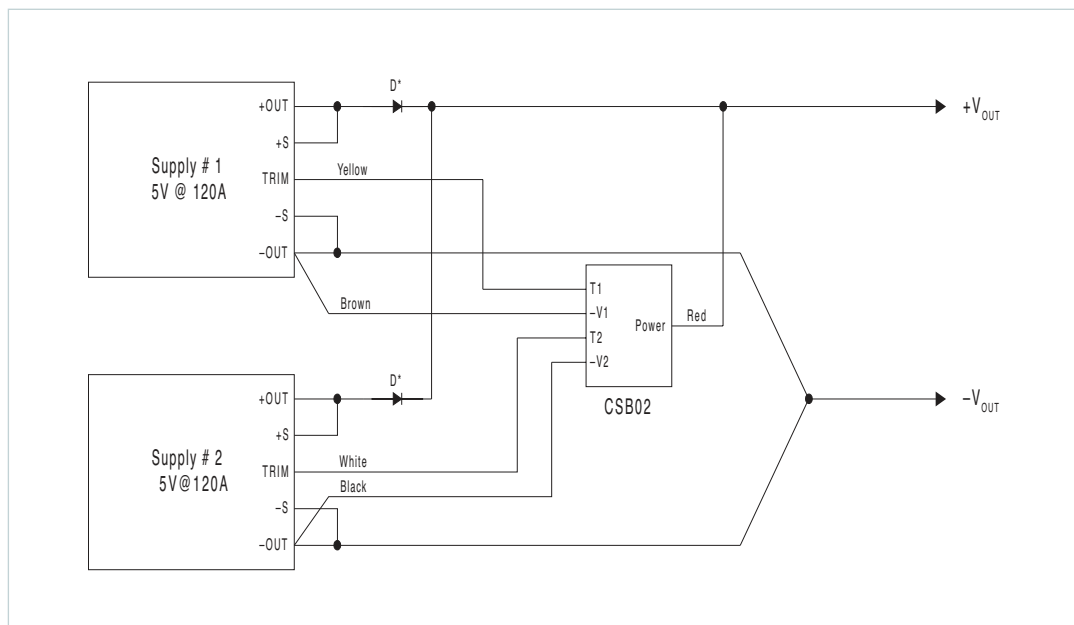 D*
+OUT
+V_OUT
+S
Supply # 1
5V @ 120A
TRIM
Yellow
–S
–OUT
T1
Brown
–V1
Power
Red
T2
–V2
D*
+OUT
CSB02
–V_OUT
+S
Supply # 2
5V@120A
TRIM
White
Black
–S
–OUT